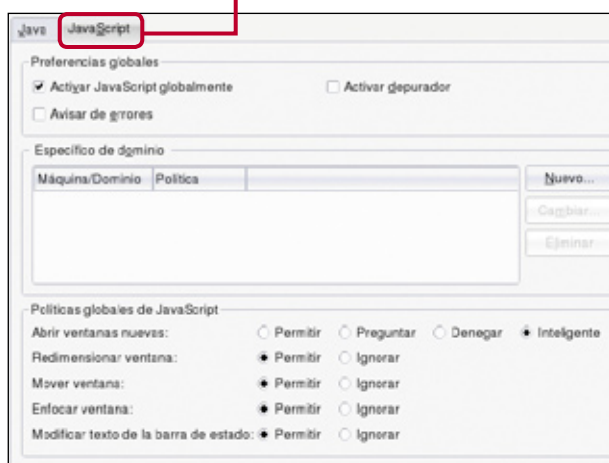 Java JavaScript
Preferencias globales
Activar JavaScript globalmente Activar depurador
Avisar de errores
Específico de dominio
Máquina/Dominio Política
Nuevo...
Cambiar...
Eliminar
Políticas globales de JavaScript
Abrir ventanas nuevas: Permitir Preguntar Denegar Inteligente
Redimensionar ventana: Permitir Ignorar
Mover ventana: Permitir Ignorar
Enfocar ventana: Permitir Ignorar
Modificar texto de la barra de estado: Permitir Ignorar